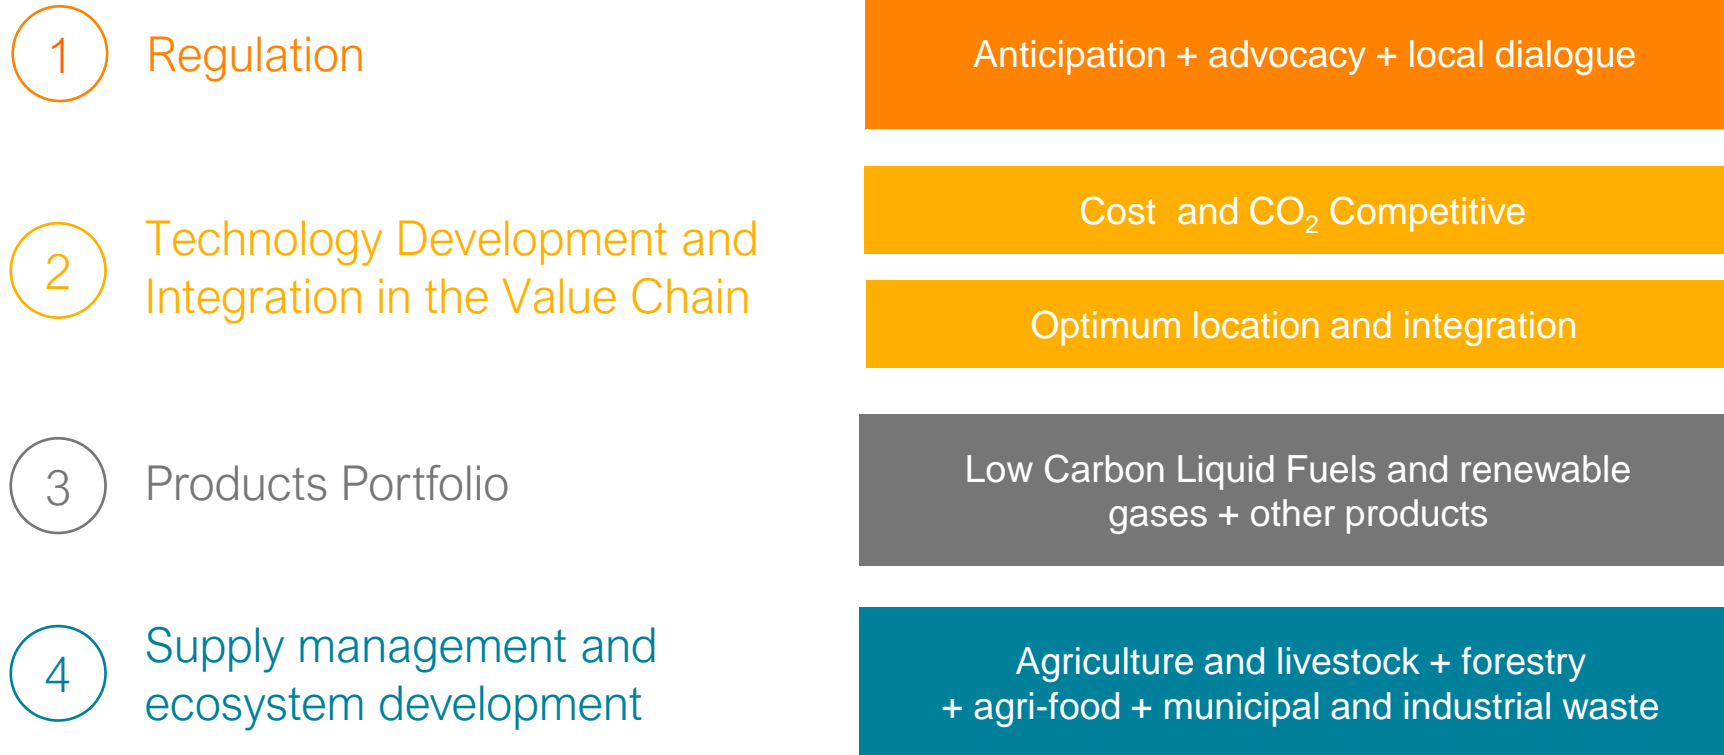 1
Regulation
Anticipation + advocacy + local dialogue
2
Technology Development and
Integration in the Value Chain
Cost and CO₂ Competitive
Optimum location and integration
3
Products Portfolio
Low Carbon Liquid Fuels and renewable
gases + other products
4
Supply management and
ecosystem development
Agriculture and livestock + forestry
+ agri-food + municipal and industrial waste